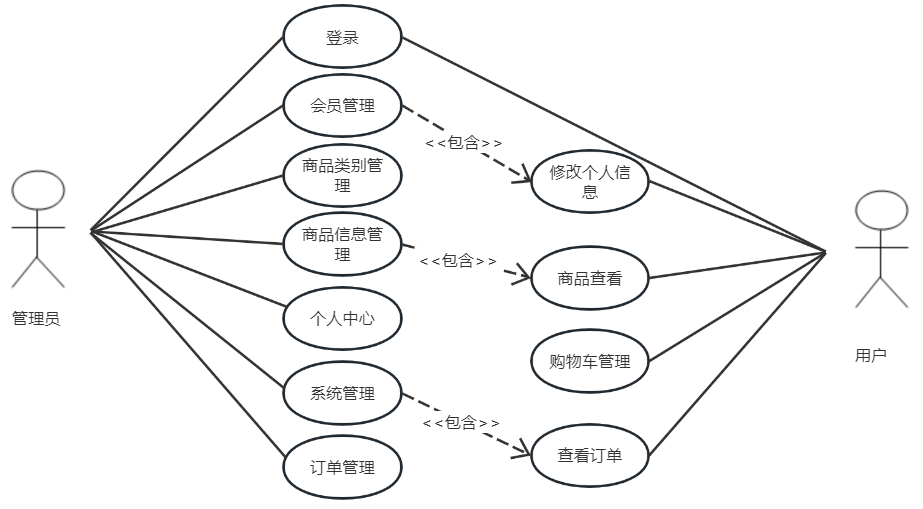 登录
会员管理
<<包含>>
商品类别管
理
修改个人信
息
商品信息管
理
<<包含>>
商品查看
管理员
个人中心
用户
购物车管理
系统管理
<<包含>>
查看订单
订单管理